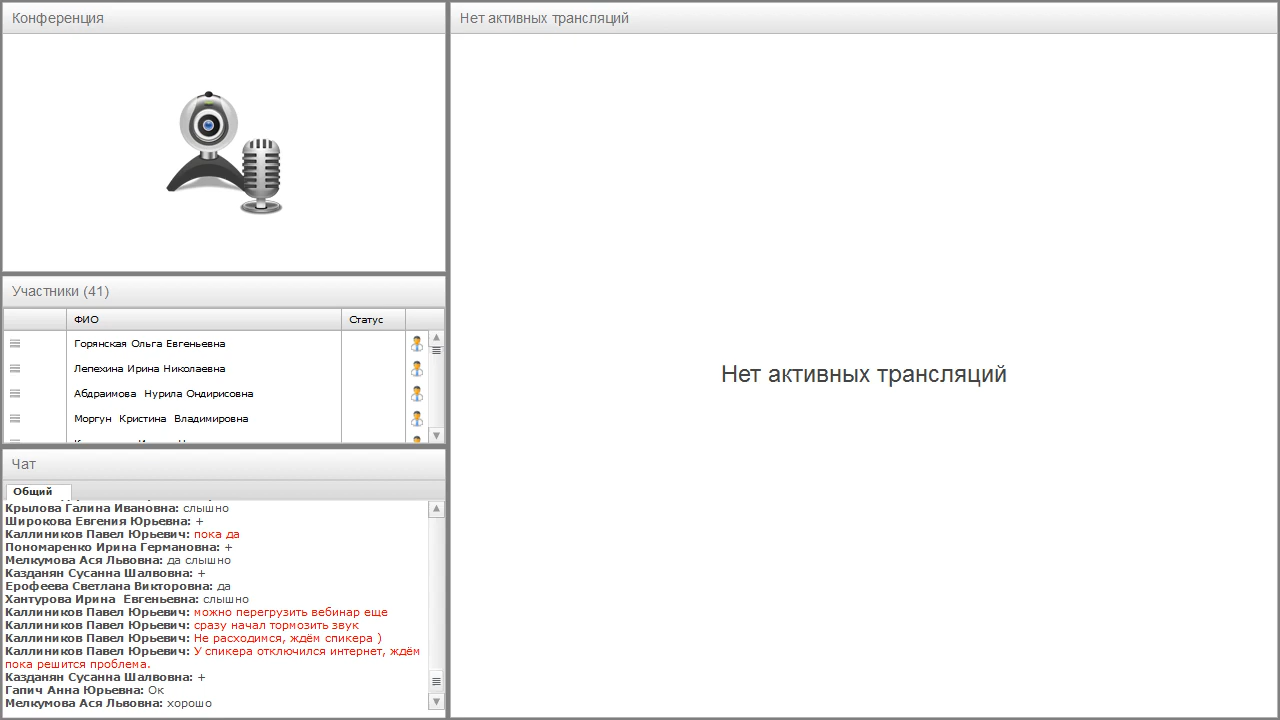 Конференция
Нет активных трансляций
Участники (41)
ФИО Статус
Горянская Ольга Евгеньевна
Лепехина Ирина Николаевна
Абдраимова Нурила Ондирисовна
Моргун Кристина Владимировна
Нет активных трансляций
Чат
Общий
Крылова Галина Ивановна: слышно
Широкова Евгения Юрьевна: +
Каллиников Павел Юрьевич: пока да
Пономаренко Ирина Германовна: +
Мелкумова Ася Львовна: да слышно
Казданян Сусанна Шалвовна: +
Ерофеева Светлана Викторовна: да
Хантурова Ирина Евгеньевна: слышно
Каллиников Павел Юрьевич: можно перегрузить вебинар еще
Каллиников Павел Юрьевич: сразу начал тормозить звук
Каллиников Павел Юрьевич: Не расходимся, ждём спикера )
Каллиников Павел Юрьевич: У спикера отключился интернет, ждём
пока решится проблема.
Казданян Сусанна Шалвовна: +
Гапич Анна Юрьевна: Ок
Мелкумова Ася Львовна: хорошо